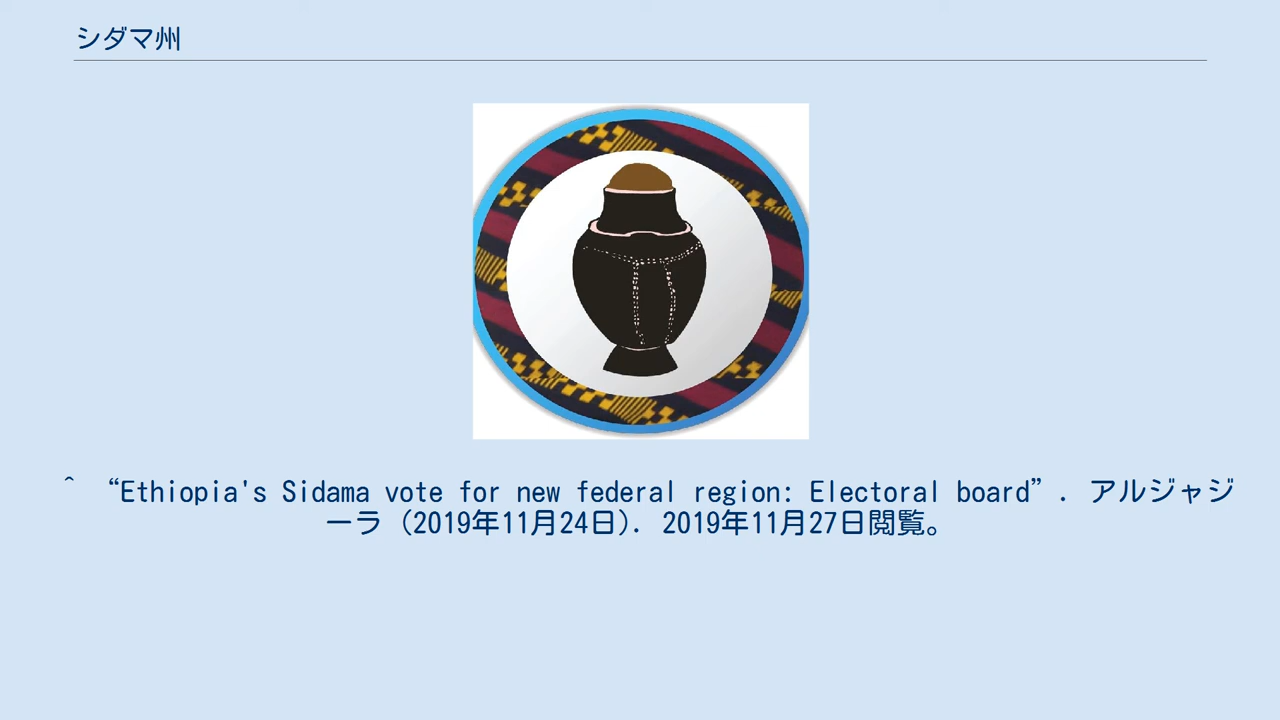 シダマ州
^ “Ethiopia's Sidama vote for new federal region: Electoral board”. アルジャジ
ーラ (2019年11月24日). 2019年11月27日閲覧。